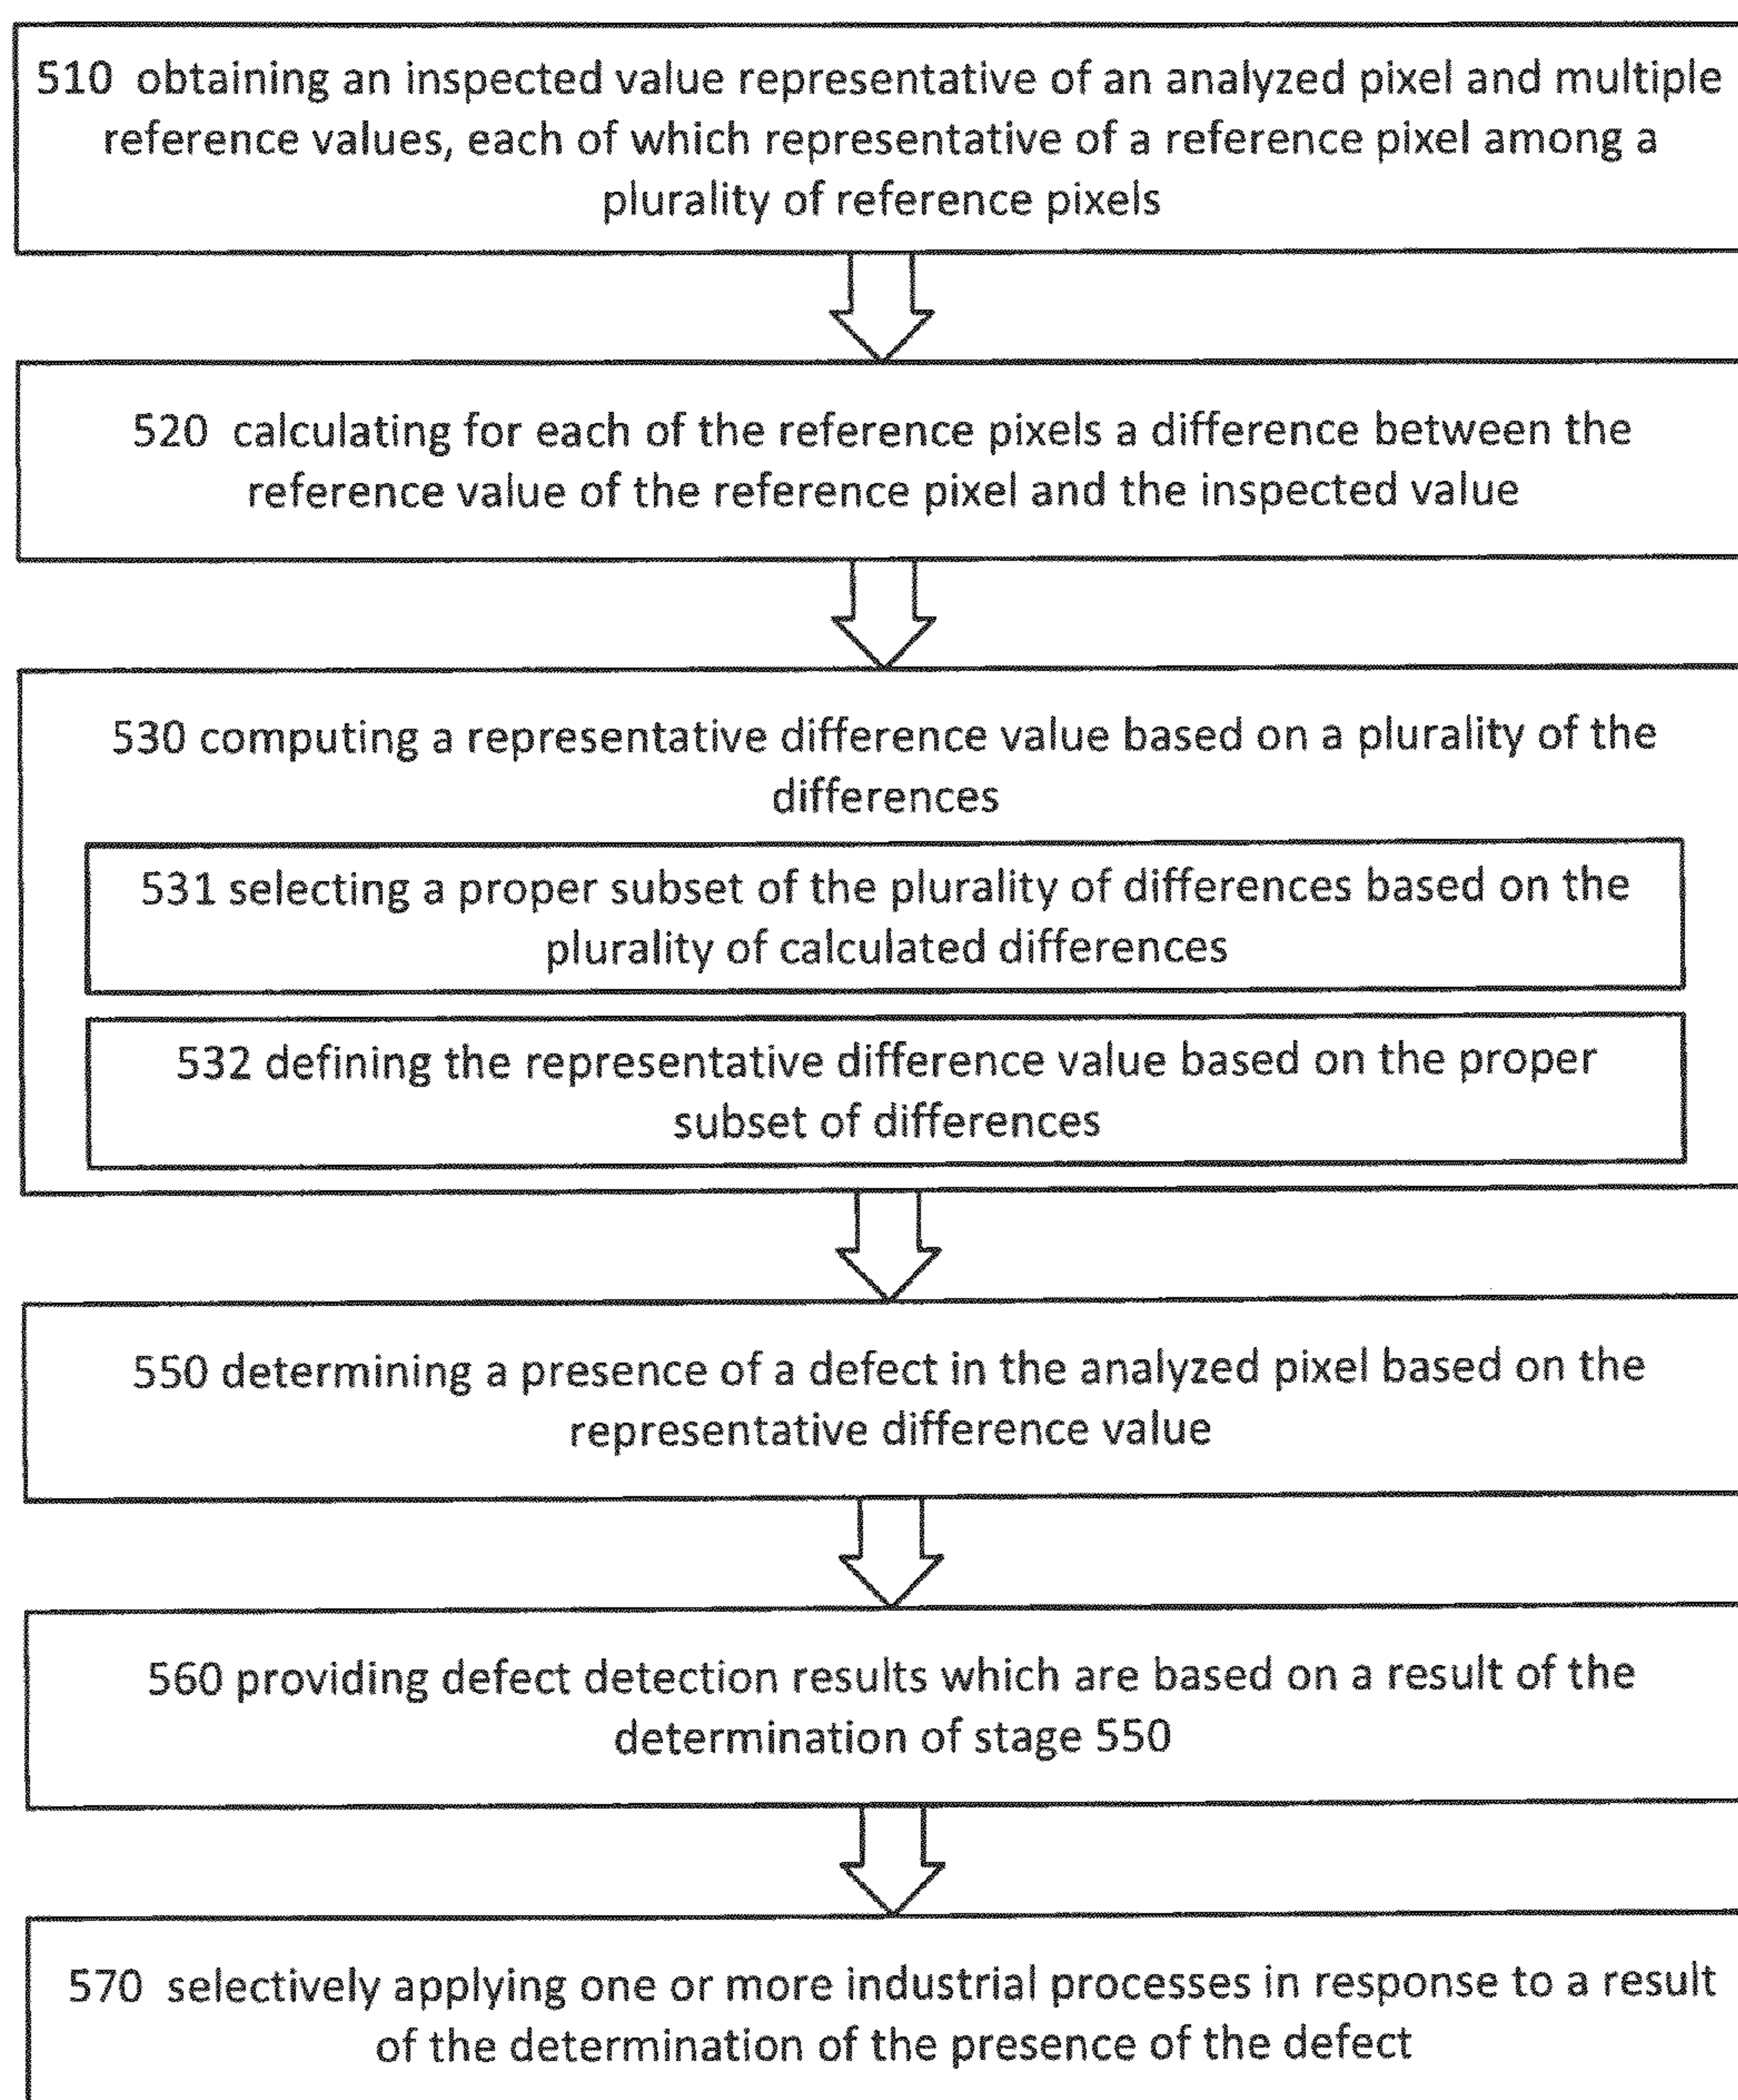 510 obtaining an inspected value representative of an analyzed pixel and multiple
reference values, each of which representative of a reference pixel among a
plurality of reference pixels
520 calculating for each of the reference pixels a difference between the
reference value of the reference pixel and the inspected value
530 computing a representative difference value based on a plurality of the
differences
531 selecting a proper subset of the plurality of differences based on the
plurality of calculated differences
532 defining the representative difference value based on the proper
subset of differences
550 determining a presence of a defect in the analyzed pixel based on the
representative difference value
560 providing defect detection results which are based on a result of the
determination of stage 550
570 selectively applying one or more industrial processes in response to a result
of the determination of the presence of the defect